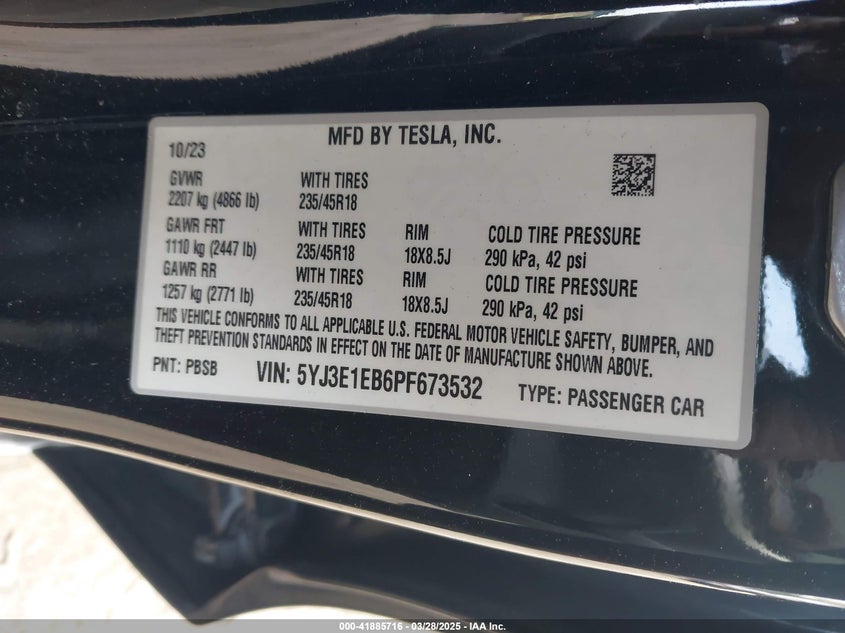 MFD BY TESLA, INC.
10/23
GVWR WITH TIRES
2207 kg (4866 lb) 235/45R18
GAWR FRT WITH TIRES RIM COLD TIRE PRESSURE
1110 kg (2447 lb) 235/45R18 18X8.5J 290 kPa, 42 psi
GAWR RR WITH TIRES RIM COLD TIRE PRESSURE
1257 kg (2771 lb) 235/45R18 18X8.5J 290 kPa, 42 psi
THIS VEHICLE CONFORMS TO ALL APPLICABLE U.S. FEDERAL MOTOR VEHICLE SAFETY, BUMPER, AND
THEFT PREVENTION STANDARDS IN EFFECT ON THE DATE OF MANUFACTURE SHOWN ABOVE.
PNT: PBSB VIN: 5YJ3E1EB6PF673532 TYPE: PASSENGER CAR
000-41885716 | 03/28/2025 | IAA Inc.